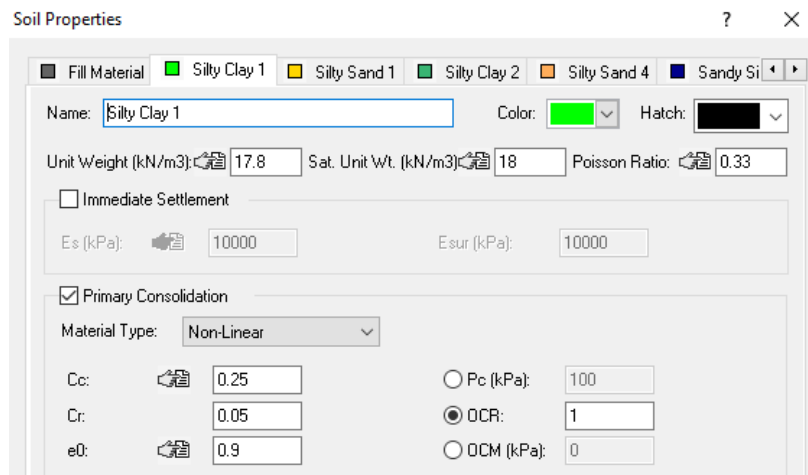 Soil Properties ? ×
Fill Material Silty Clay 1 Silty Sand 1 Silty Clay 2 Silty Sand 4 Sandy Si
Name: Silty Clay 1 Color: Hatch:
Unit Weight (kN/m3): 17.8 Sat. Unit Wt. (kN/m3) 18 Poisson Ratio: 0.33
Immediate Settlement
Es (kPa): 10000 Esur (kPa): 10000
Primary Consolidation
Material Type: Non-Linear
Cc: 0.25 Pc (kPa): 100
Cr: 0.05 OCR: 1
e0: 0.9 OCM (kPa): 0